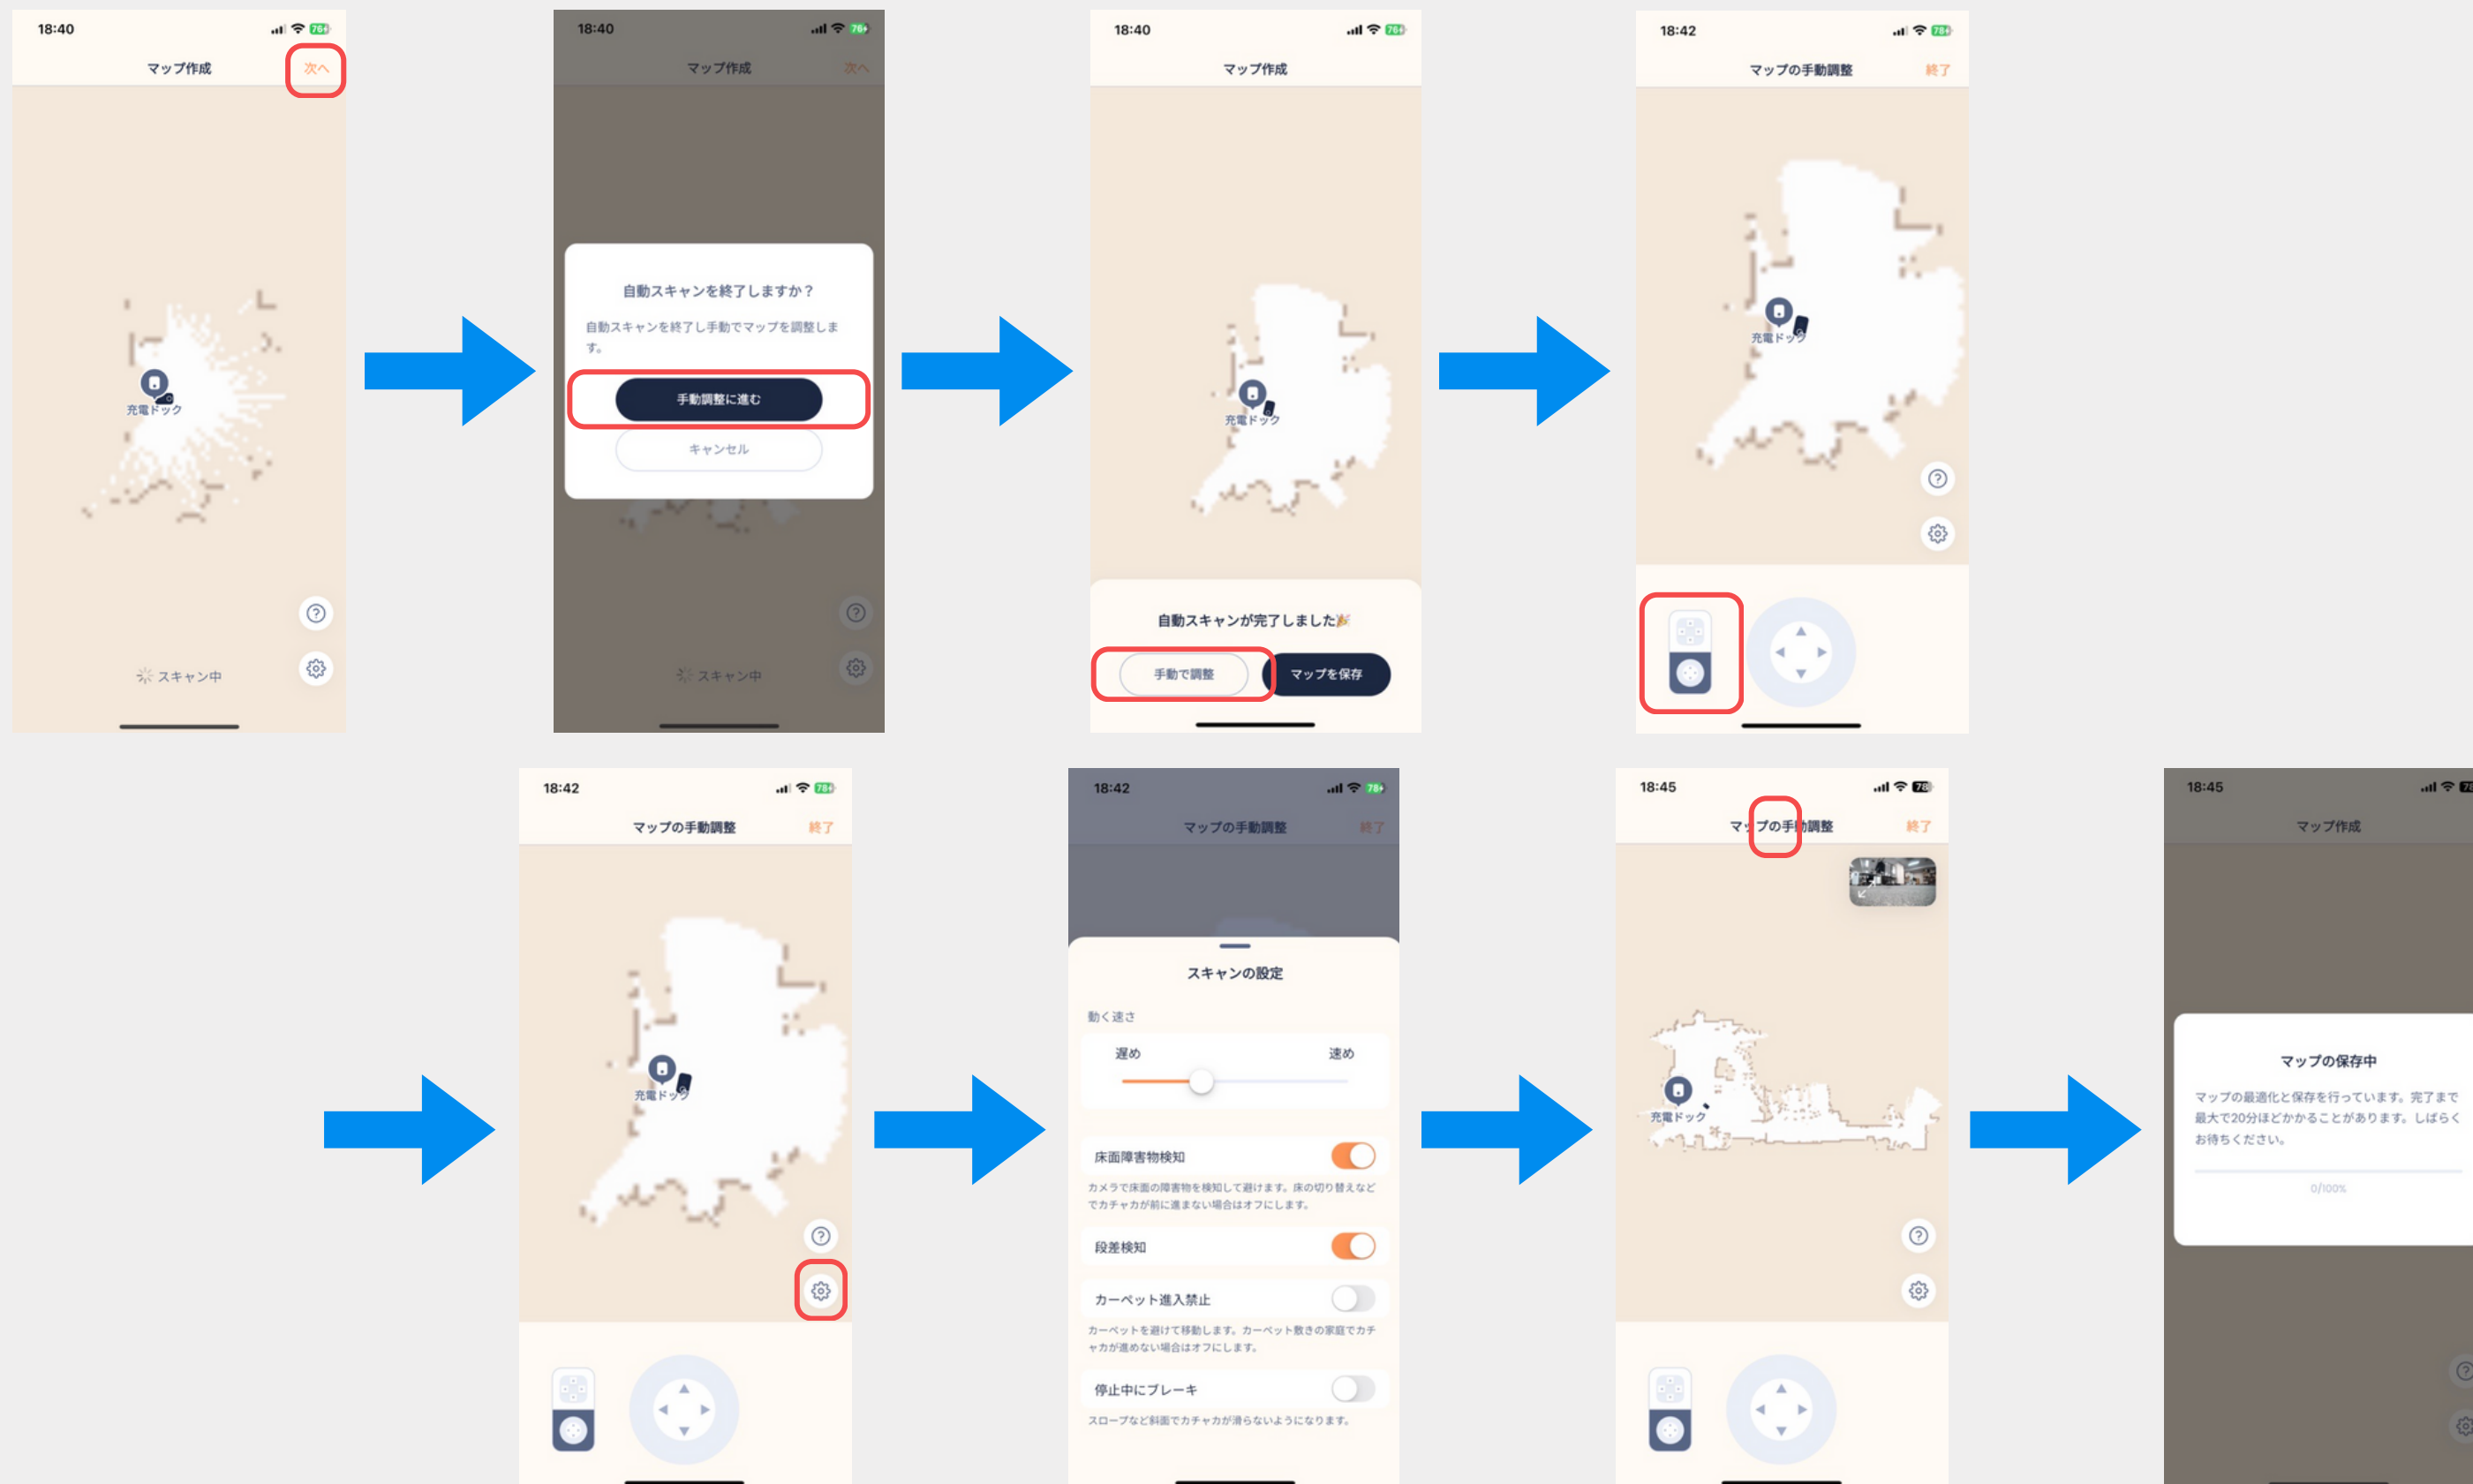 18:40
76
マップ作成
次へ
充電ドック
スキャン中
18:40
76
マップ作成
次へ
自動スキャンを終了しますか？
自動スキャンを終了し手動でマップを調整しま
す。
手動調整に進む
キャンセル
スキャン中
18:40
76
マップ作成
充電ドック
自動スキャンが完了しました🎉
手動で調整
マップを保存
18:42
78
マップの手動調整
終了
充電ドック
18:42
78
マップの手動調整
終了
充電ドック
18:42
78
マップの手動調整
終了
スキャンの設定
動く速さ
遅め
速め
床面障害物検知
カメラで床面の障害物を検知して避けます。床の切り替えなど
でカチャカが前に進まない場合はオフにします。
段差検知
カーペット進入禁止
カーペットを避けて移動します。カーペット敷きの家庭でカチ
ャカが進めない場合はオフにします。
停止中にブレーキ
スロープなど斜面でカチャカが滑らないようになります。
18:45
78
マップの手動調整
終了
充電ドック
18:45
マップ作成
マップの保存中
マップの最適化と保存を行っています。完了まで
最大で20分ほどかかることがあります。しばらく
お待ちください。
0/100%